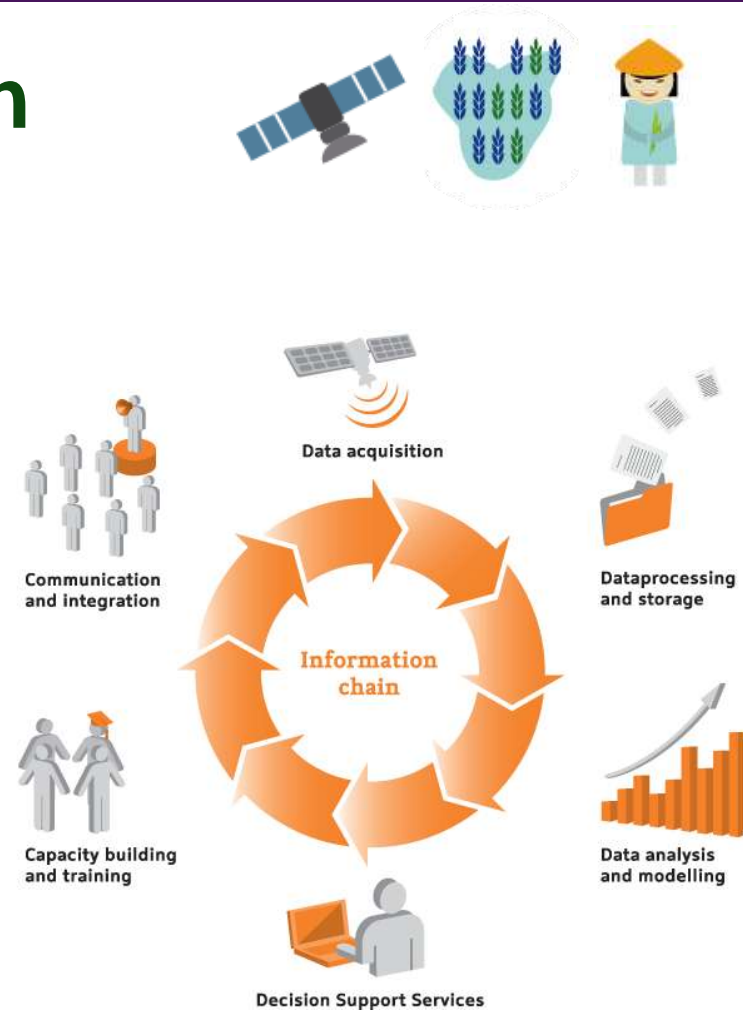 n
Data acquisition
Dataprocessing
and storage
Data analysis
and modelling
Decision Support Services
Capacity building
and training
Communication
and integration
Information
chain